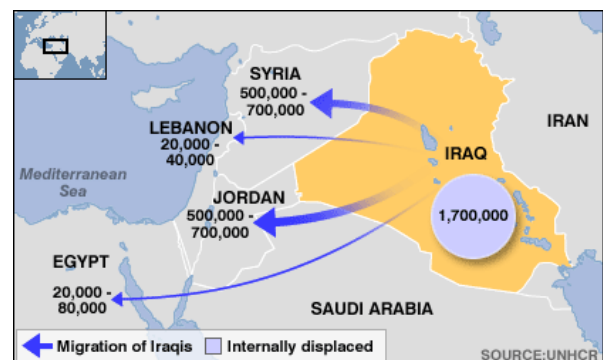 SYRIA
500,000 -
700,000
IRAN
LEBANON
20,000 -
40,000
IRAQ
Mediterranean
Sea
JORDAN
500,000 -
700,000
1,700,000
EGYPT
20,000 -
80,000
SAUDI ARABIA
Migration of Iraqis
Internally displaced
SOURCE:UNHCR